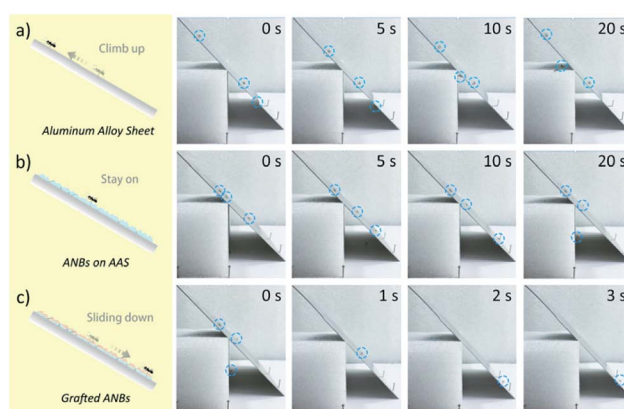 a)
Climb up
Aluminum Alloy Sheet
0 s
5 s
10 s
20 s
b)
Stay on
ANBs on AAS
0 s
5 s
10 s
20 s
c)
Sliding down
Grafted ANBs
0 s
1 s
2 s
3 s